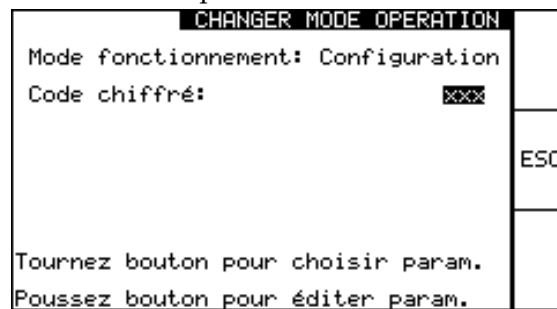 CHANGER MODE OPERATION
Mode fonctionnement: Configuration
Code chiffré: xxx
ESC
Tournez bouton pour choisir param.
Poussez bouton pour éditer param.